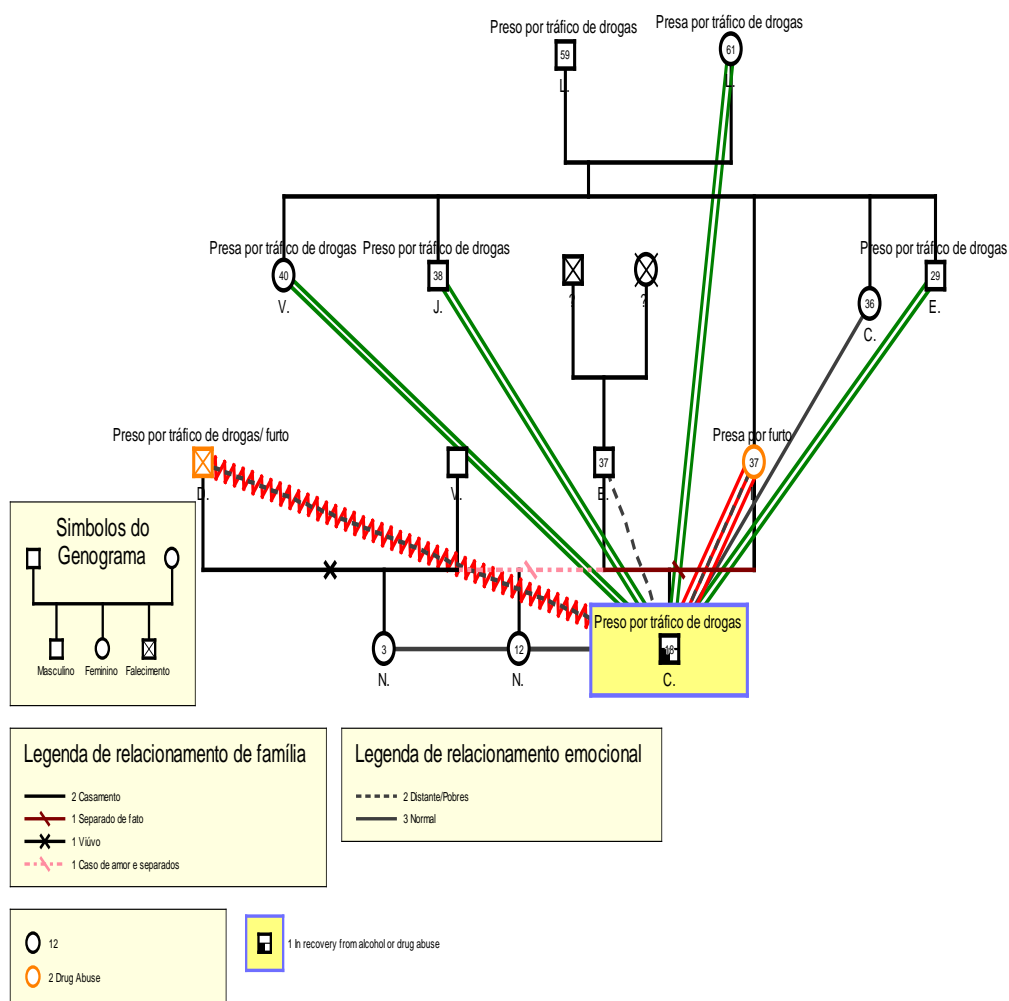 Preso por tráfico de drogas
Presa por tráfico de drogas
59
61
L.
L.
Presa por tráfico de drogas
Preso por tráfico de drogas
Preso por tráfico de drogas
40
38
?
?
36
29
V.
J.
C.
E.
Preso por tráfico de drogas/ furto
Presa por furto
37
37
D.
V.
E.
Simbolos do
Genograma
Masculino
Feminino
Falecimento
Preso por tráfico de drogas
3
12
N.
N.
C.
Legenda de relacionamento de família
2 Casamento
1 Separado de fato
1 Viúvo
1 Caso de amor e separados
Legenda de relacionamento emocional
2 Distante/Pobres
3 Normal
12
2 Drug Abuse
1 In recovery from alcohol or drug abuse